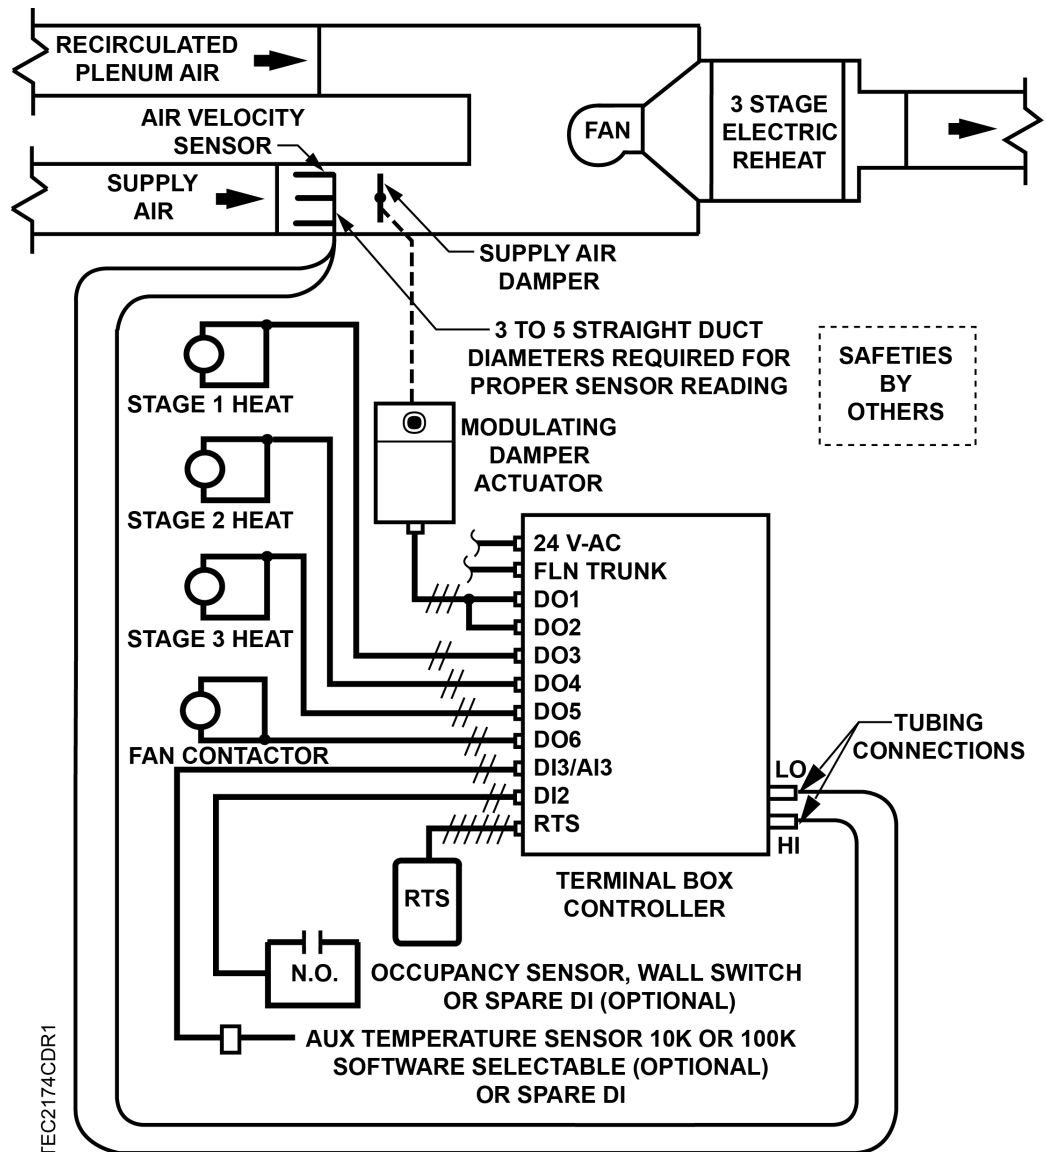 RECIRCULATED
PLENUM AIR
AIR VELOCITY
SENSOR
SUPPLY
AIR
FAN
3 STAGE
ELECTRIC
REHEAT
SUPPLY AIR
DAMPER
3 TO 5 STRAIGHT DUCT
DIAMETERS REQUIRED FOR
PROPER SENSOR READING
SAFETIES
BY
OTHERS
STAGE 1 HEAT
MODULATING
DAMPER
ACTUATOR
STAGE 2 HEAT
STAGE 3 HEAT
FAN CONTACTOR
24 V-AC
FLN TRUNK
DO1
DO2
DO3
DO4
DO5
DO6
DI3/AI3
DI2
RTS
TUBING
CONNECTIONS
LO
HI
TERMINAL BOX
CONTROLLER
RTS
N.O.
OCCUPANCY SENSOR, WALL SWITCH
OR SPARE DI (OPTIONAL)
AUX TEMPERATURE SENSOR 10K OR 100K
SOFTWARE SELECTABLE (OPTIONAL)
OR SPARE DI
TEC2174CDR1